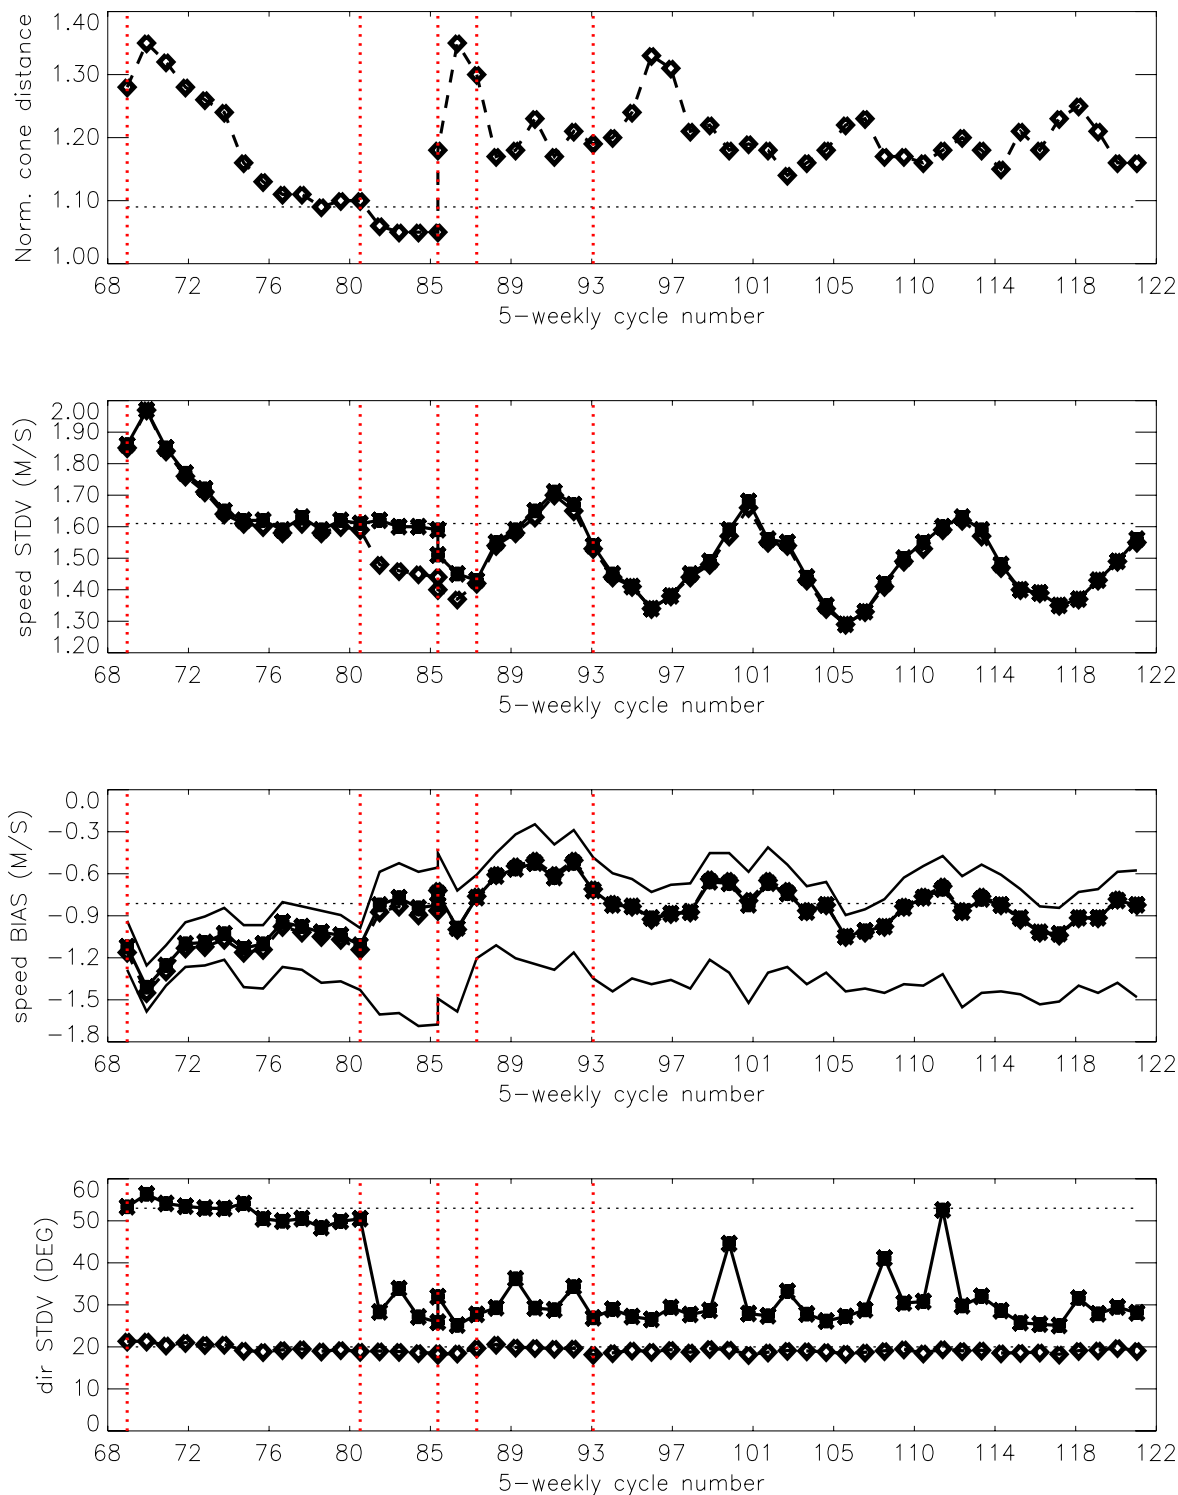 1.40
1.30
1.20
1.10
1.00
Norm. cone distance
68 72 76 80 85 89 93 97 101 105 110 114 118 122
5-weekly cycle number
2.00
1.90
1.80
1.70
1.60
1.50
1.40
1.30
1.20
speed STDV (M/S)
68 72 76 80 85 89 93 97 101 105 110 114 118 122
5-weekly cycle number
0.0
-0.3
-0.6
-0.9
-1.2
-1.5
-1.8
speed BIAS (M/S)
68 72 76 80 85 89 93 97 101 105 110 114 118 122
5-weekly cycle number
60
50
40
30
20
10
0
dir STDV (DEG)
68 72 76 80 85 89 93 97 101 105 110 114 118 122
5-weekly cycle number